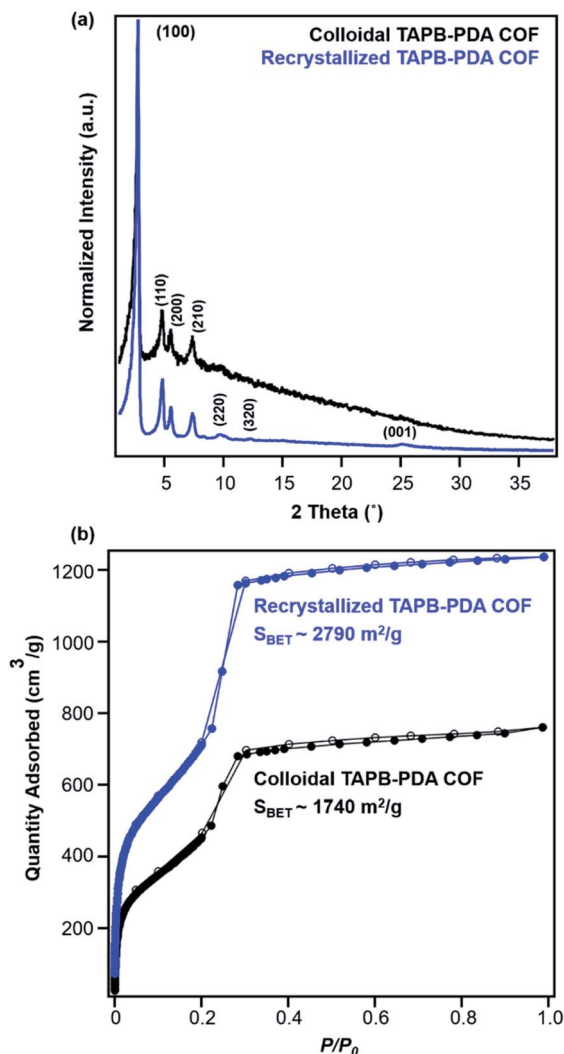 (a)
(100)
Colloidal TAPB-PDA COF
Recrystallized TAPB-PDA COF
Normalized Intensity (a.u.)
(110)
(200)
(210)
(220)
(320)
(001)
5 10 15 20 25 30 35
2 Theta (°)
(b)
1200
1000
800
600
400
200
Quantity Adsorbed (cm³/g)
Recrystallized TAPB-PDA COF
S_BET ~ 2790 m²/g
Colloidal TAPB-PDA COF
S_BET ~ 1740 m²/g
0 0.2 0.4 0.6 0.8 1.0
P/P₀